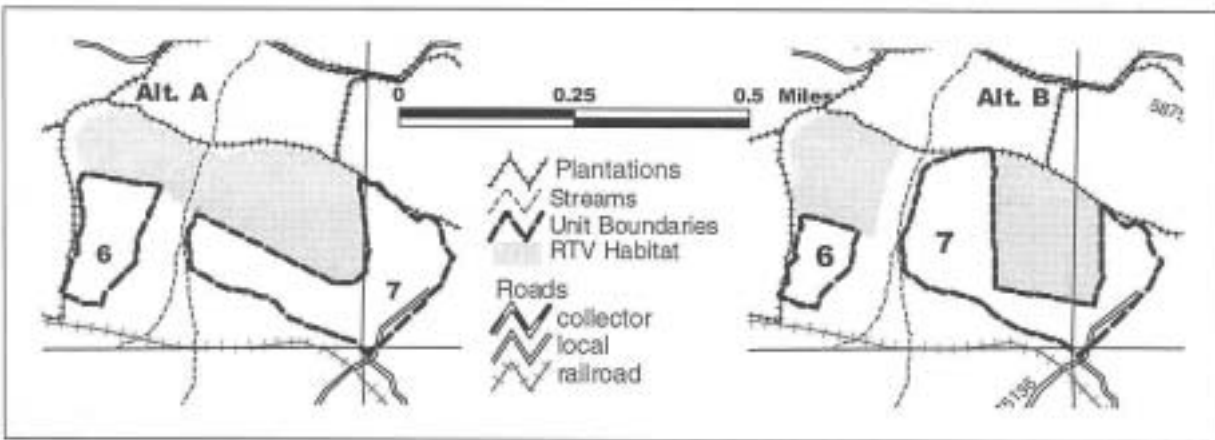 Alt. A
0 0.25 0.5 Miles
Alt. B
5875
Plantations
Streams
Unit Boundaries
RTV Habitat
6
7
6
7
Roads
collector
local
railroad